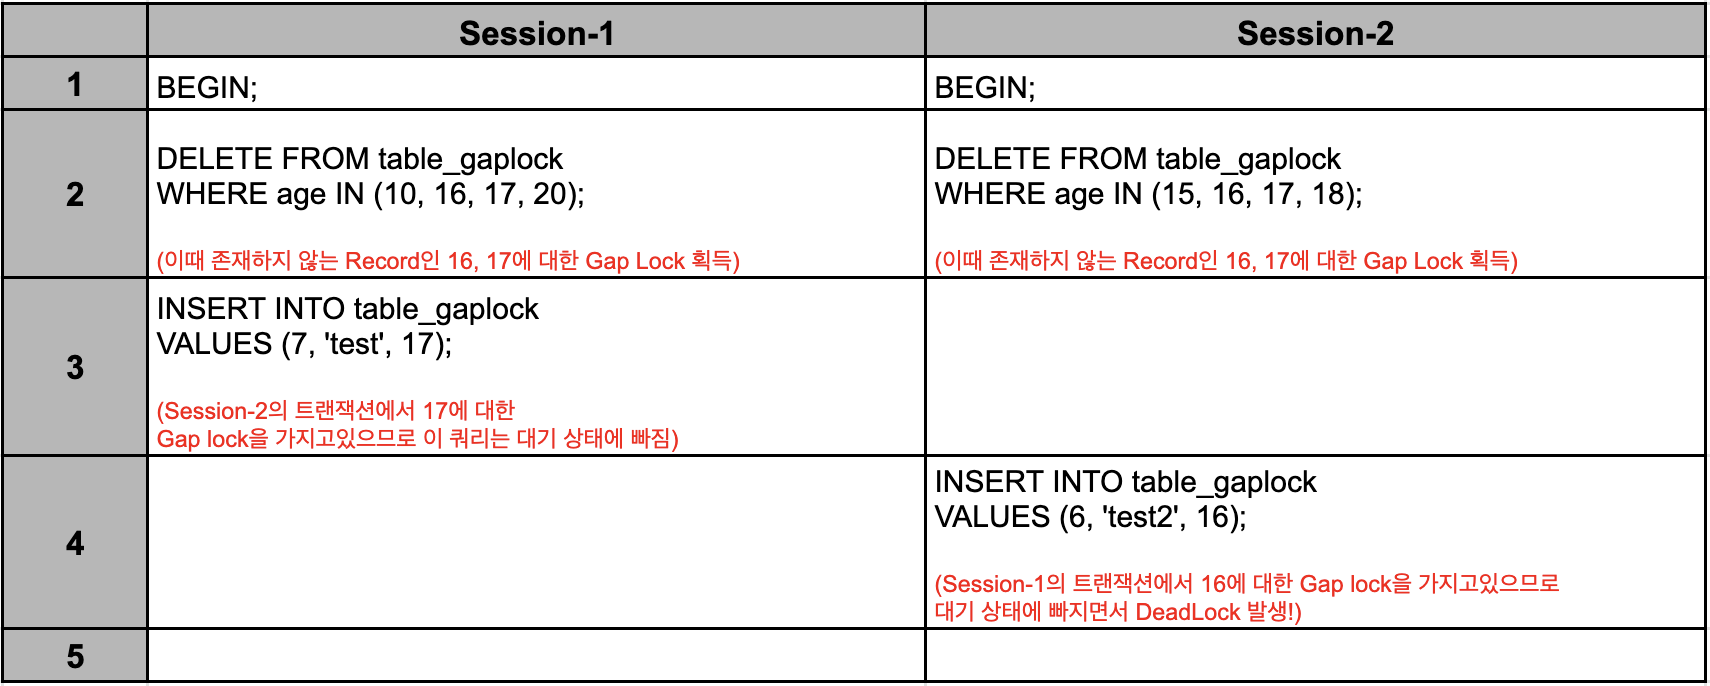 Session-1
Session-2
1
BEGIN;
BEGIN;
2
DELETE FROM table_gaplock
WHERE age IN (10, 16, 17, 20);
(이때 존재하지 않는 Record인 16, 17에 대한 Gap Lock 획득)
DELETE FROM table_gaplock
WHERE age IN (15, 16, 17, 18);
(이때 존재하지 않는 Record인 16, 17에 대한 Gap Lock 획득)
3
INSERT INTO table_gaplock
VALUES (7, 'test', 17);
(Session-2의 트랜잭션에서 17에 대한
Gap lock을 가지고있으므로 이 쿼리는 대기 상태에 빠짐)
4
INSERT INTO table_gaplock
VALUES (6, 'test2', 16);
(Session-1의 트랜잭션에서 16에 대한 Gap lock을 가지고있으므로
대기 상태에 빠지면서 DeadLock 발생!)
5